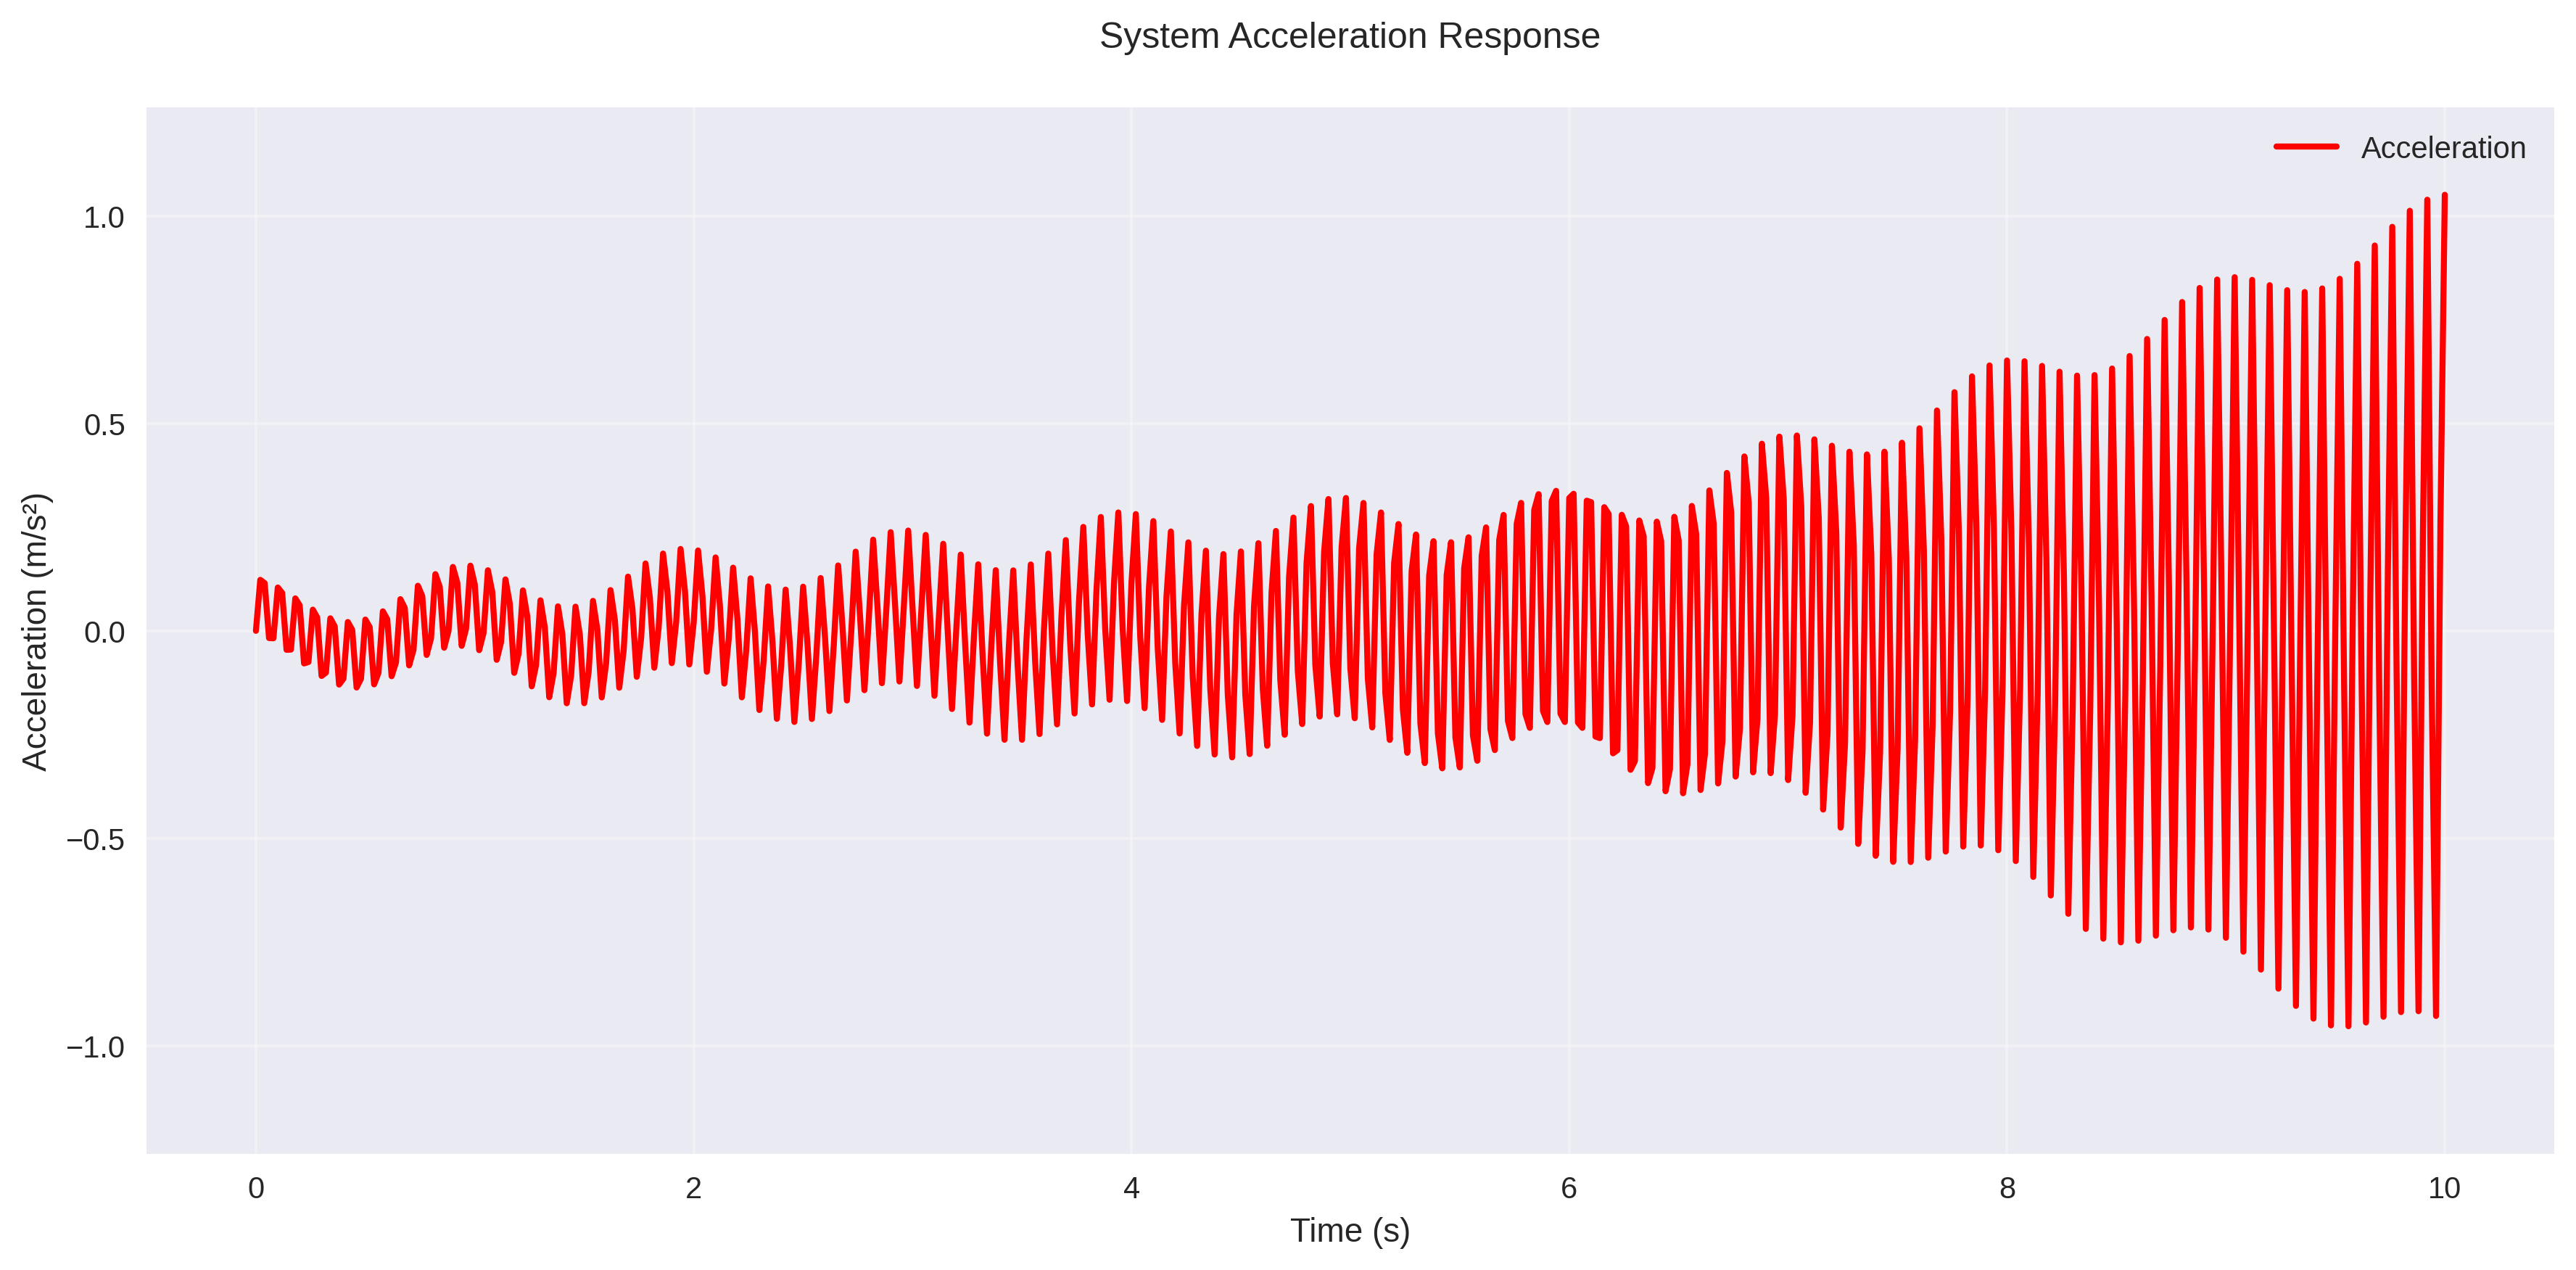 System Acceleration Response
Acceleration
1.0
0.5
0.0
−0.5
−1.0
Acceleration (m/s²)
0 2 4 6 8 10
Time (s)